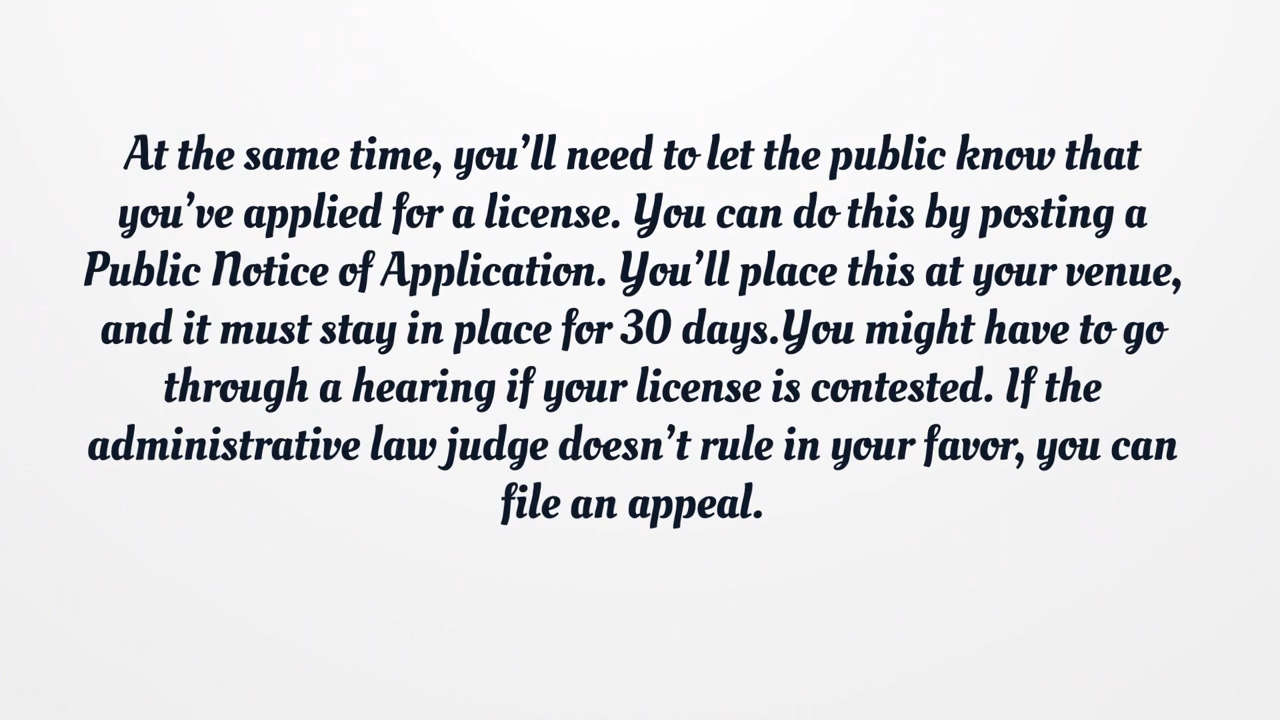 At the same time, you’ll need to let the public know that
you’ve applied for a license. You can do this by posting a
Public Notice of Application. You’ll place this at your venue,
and it must stay in place for 30 days.You might have to go
through a hearing if your license is contested. If the
administrative law judge doesn’t rule in your favor, you can
file an appeal.